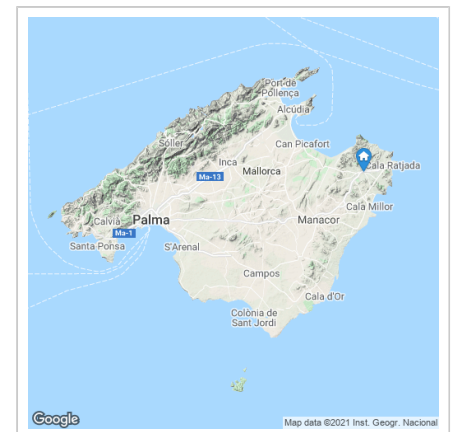 Port de
Pollença
Alcúdia
Sóller
Can Picafort
Inca
Mallorca
Cala Ratjada
Ma-13
Cala Millor
Calvià
Palma
Manacor
Ma-1
Santa Ponsa
S'Arenal
Campos
Cala d'Or
Colònia de
Sant Jordi
Google
Map data ©2021 Inst. Geogr. Nacional